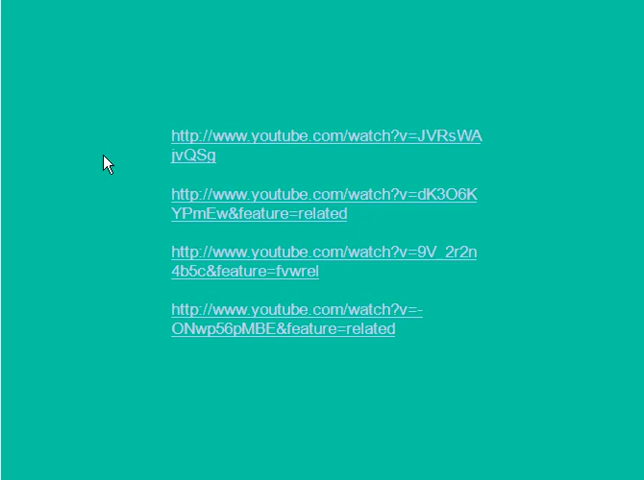 http://www.youtube.com/watch?v=JVRsWA
jvQSg
http://www.youtube.com/watch?v=dK3O6K
YPmEw&feature=related
http://www.youtube.com/watch?v=9V_2r2n
4b5c&feature=fvwrel
http://www.youtube.com/watch?v=-
ONwp56pMBE&feature=related